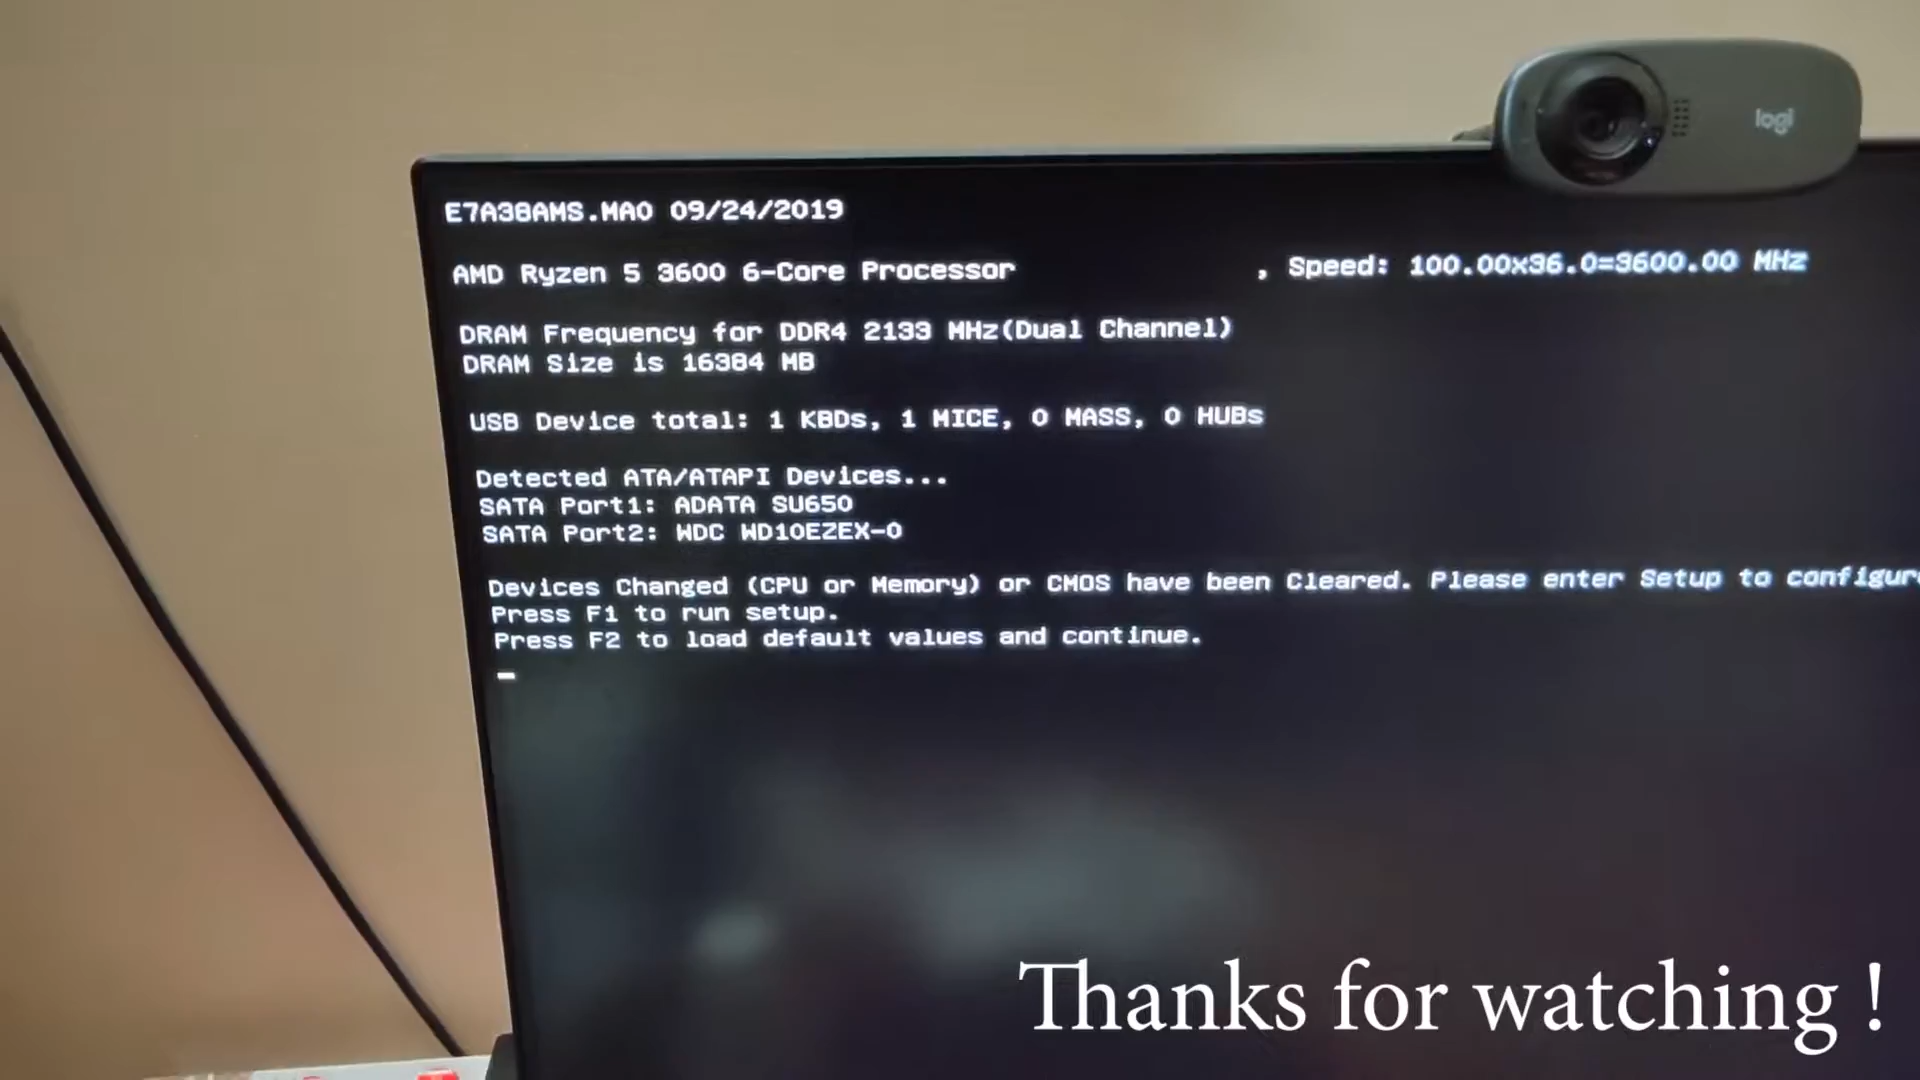 logi
E7A38AMS.MA0 09/24/2019
AMD Ryzen 5 3600 6-Core Processor , Speed: 100.00x36.0=3600.00 MHz
DRAM Frequency for DDR4 2133 MHz(Dual Channel)
DRAM Size is 16384 MB
USB Device total: 1 KBDs, 1 MICE, 0 MASS, 0 HUBs
Detected ATA/ATAPI Devices...
SATA Port1: ADATA SU650
SATA Port2: WDC WD10EZEX-0
Devices Changed (CPU or Memory) or CMOS have been Cleared. Please enter Setup to configure
Press F1 to run setup.
Press F2 to load default values and continue.
Thanks for watching !